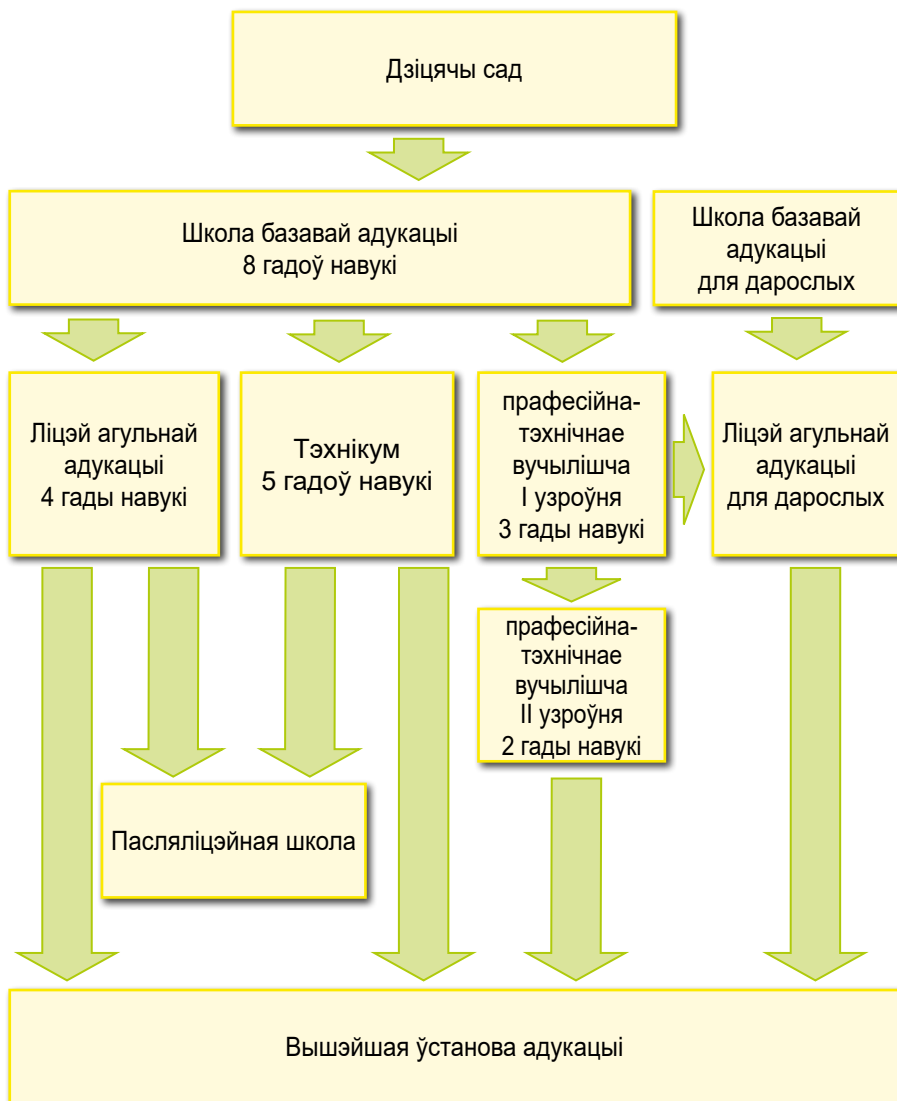 Дзіцячы сад
Школа базавай адукацыі
8 гадоў навукі
Школа базавай
адукацыі
для дарослых
Ліцэй агульнай
адукацыі
4 гады навукі
Тэхнікум
5 гадоў навукі
прафесійна-
тэхнічнае
вучылішча
I узроўня
3 гады навукі
Ліцэй агульнай
адукацыі
для дарослых
прафесійна-
тэхнічнае
вучылішча
II узроўня
2 гады навукі
Пасляліцэйная школа
Вышэйшая ўстанова адукацыі